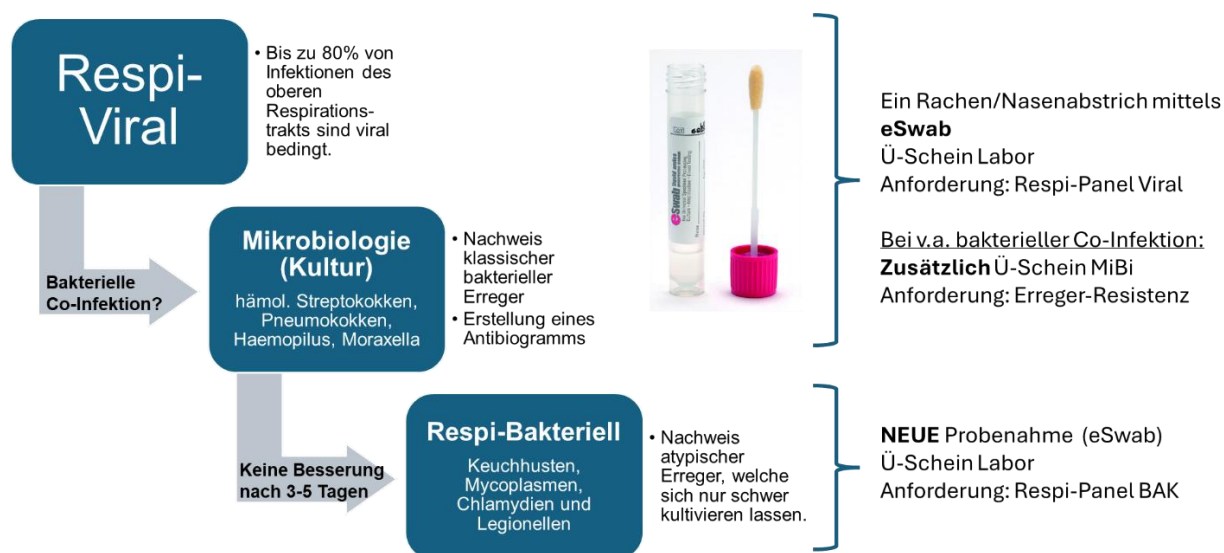 Respi-
Viral
• Bis zu 80% von
Infektionen des
oberen
Respirations-
trakts sind viral
bedingt.
Bakterielle
Co-Infektion?
Mikrobiologie
(Kultur)
hämol. Streptokokken,
Pneumokokken,
Haemopilus, Moraxella
• Nachweis
klassischer
bakterieller
Erreger
• Erstellung eines
Antibiogramms
Keine Besserung
nach 3-5 Tagen
Respi-Bakteriell
Keuchhusten,
Mycoplasmen,
Chlamydien und
Legionellen
• Nachweis
atypischer
Erreger, welche
sich nur schwer
kultivieren lassen.
eSwab
Ein Rachen/Nasenabstrich mittels
eSwab
Ü-Schein Labor
Anforderung: Respi-Panel Viral
Bei v.a. bakterieller Co-Infektion:
Zusätzlich Ü-Schein MiBi
Anforderung: Erreger-Resistenz
NEUE Probenahme (eSwab)
Ü-Schein Labor
Anforderung: Respi-Panel BAK